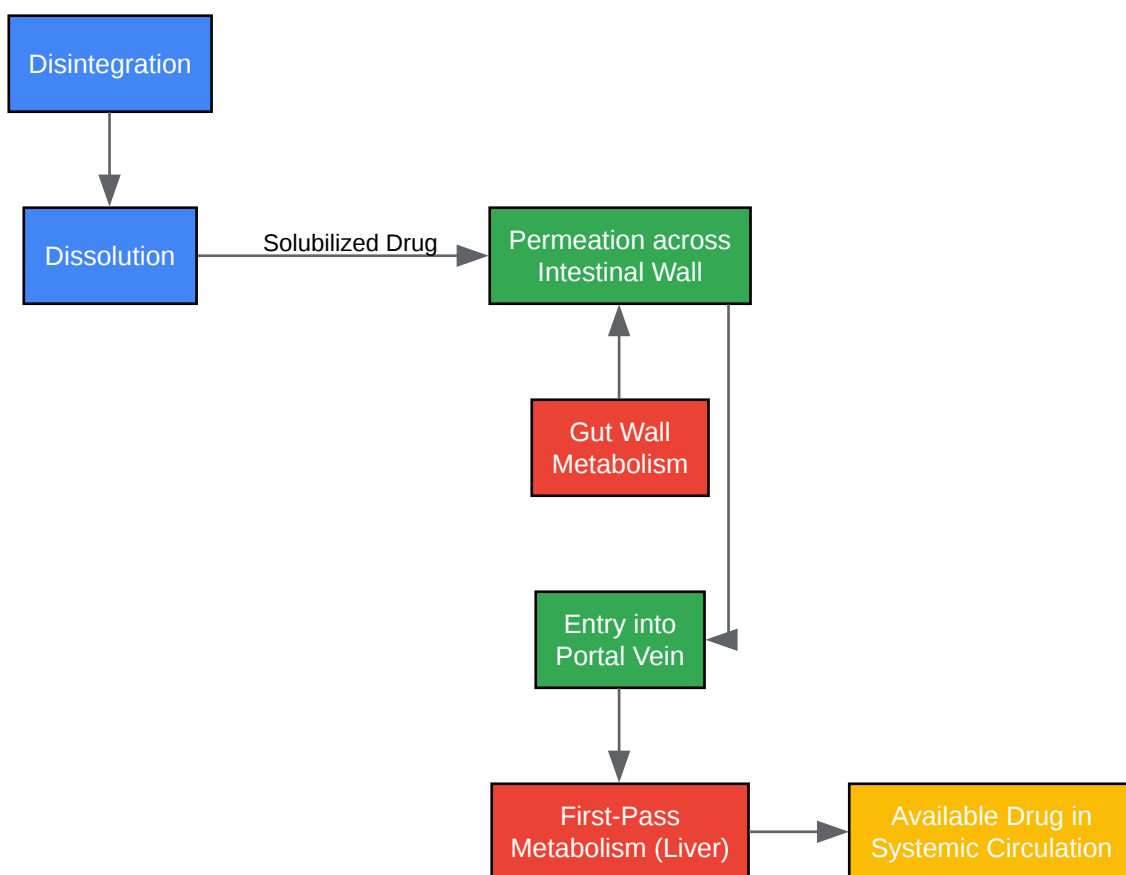 Disintegration
Dissolution
Solubilized Drug
Permeation across
Intestinal Wall
Gut Wall
Metabolism
Entry into
Portal Vein
First-Pass
Metabolism (Liver)
Available Drug in
Systemic Circulation